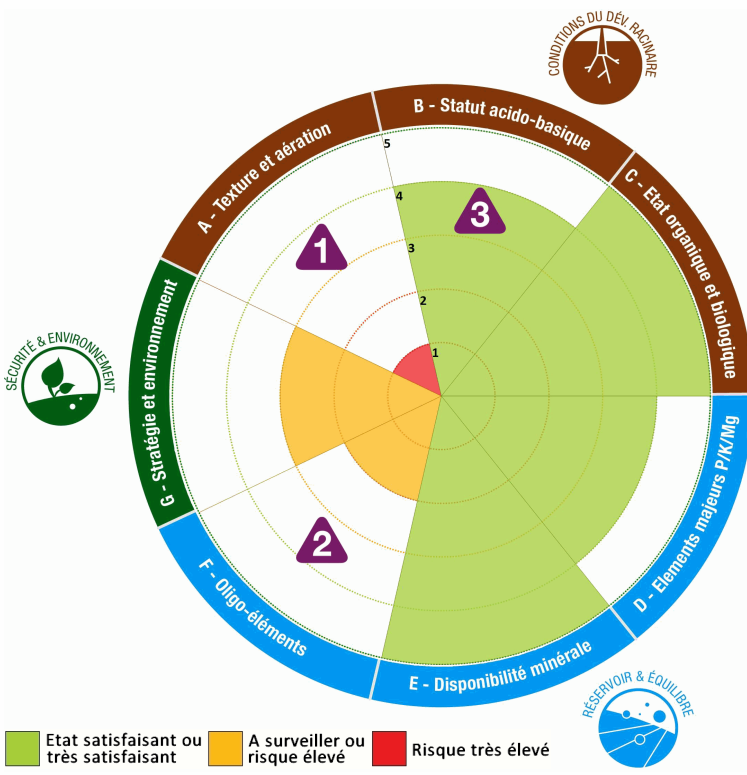 CONDITIONS DU DÉV. RACINAIRE
B - Statut acido-basique
A - Texture et aération
C - Etat organique et biologique
5
4
3
3
1
2
1
SÉCURITÉ & ENVIRONNEMENT
G - Stratégie et environnement
D - Elements majeurs P/K/Mg
2
F - Oligo-éléments
E - Disponibilité minérale
RÉSERVOIR & ÉQUILIBRE
Etat satisfaisant ou
très satisfaisant
A surveiller ou
risque élevé
Risque très élevé